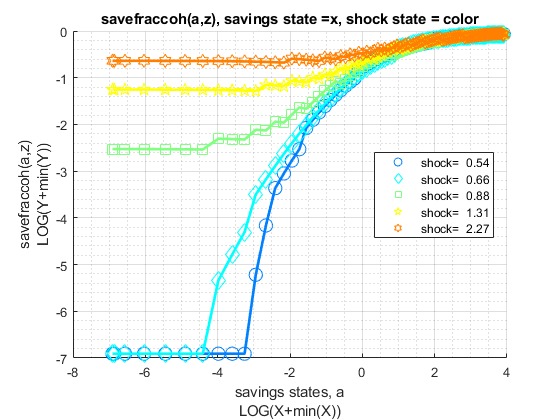 savefraccoh(a,z), savings state =x, shock state = color
0
-1
-2
-3
-4
-5
-6
-7
savefraccoh(a,z)
LOG(Y+min(Y))
shock= 0.54
shock= 0.66
shock= 0.88
shock= 1.31
shock= 2.27
-8
-6
-4
-2
0
2
4
savings states, a
LOG(X+min(X))